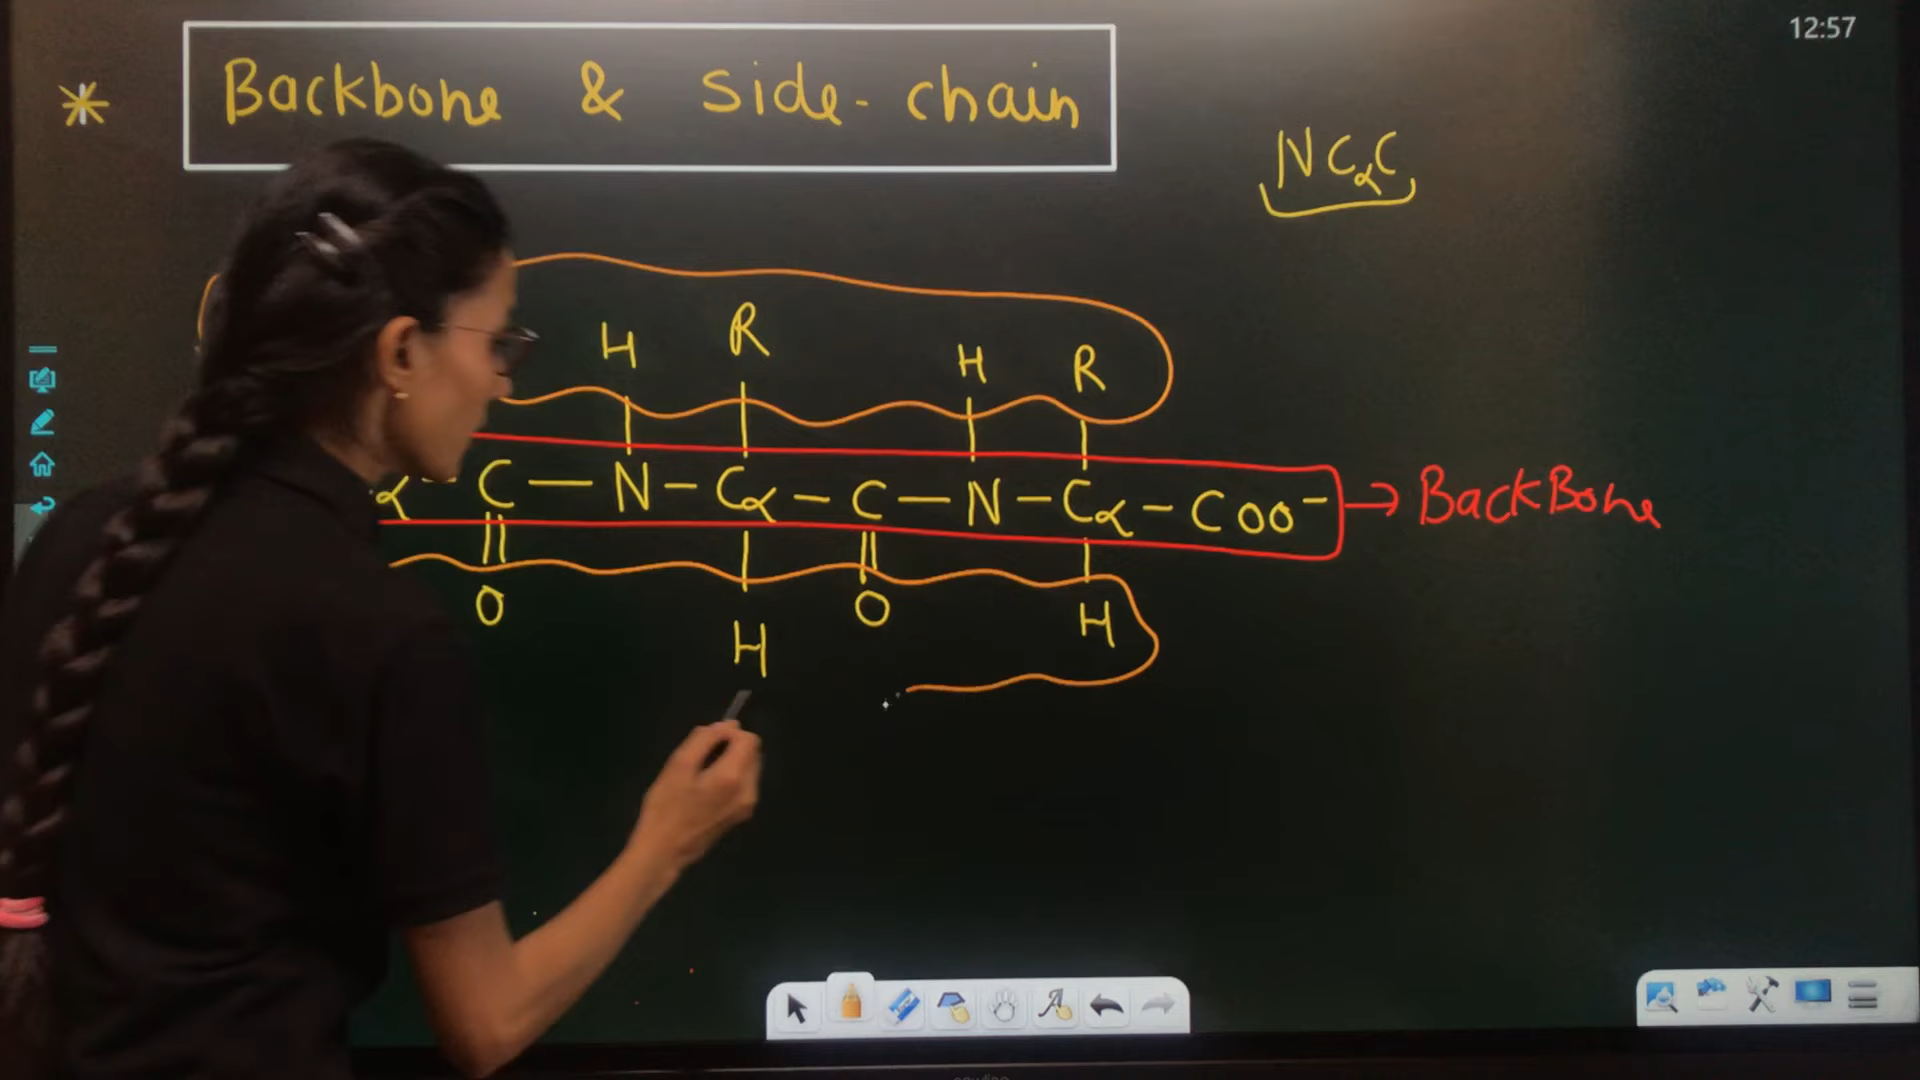 12:57
* Backbone & Side-chain
NCαC
H R H R
α - C — N - Cα - C — N - Cα - COO⁻ → BackBone
O H O H